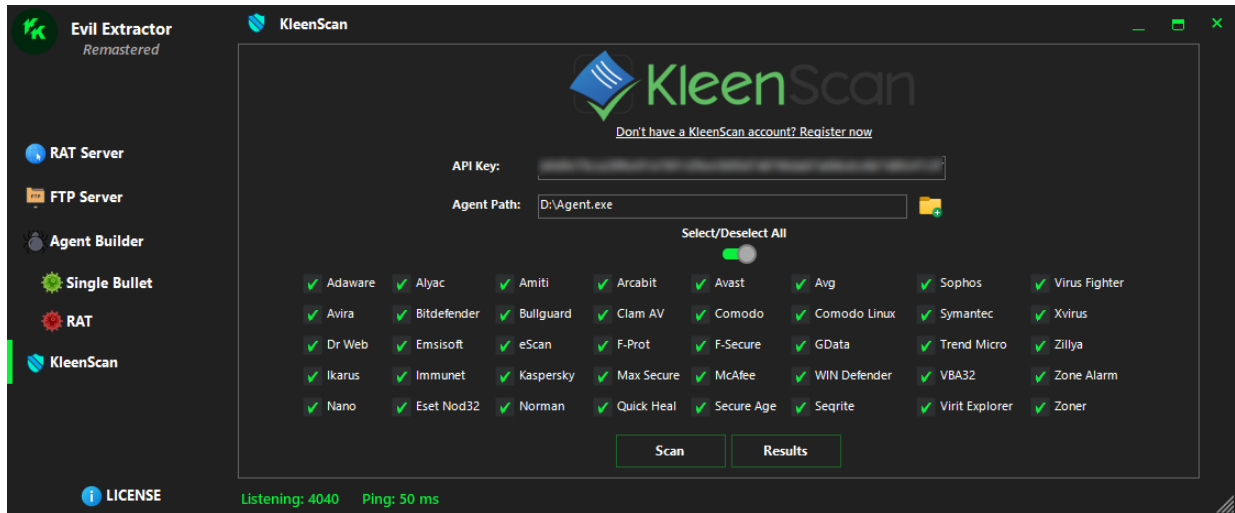 Evil Extractor
Remastered
KleenScan
KleenScan
Don't have a KleenScan account? Register now
RAT Server
API Key:
FTP Server
Agent Path: D:\Agent.exe
Select/Deselect All
Agent Builder
Single Bullet
RAT
KleenScan
Adaware Alyac Amiti Arcabit Avast Avg Sophos Virus Fighter
Avira Bitdefender Bullguard Clam AV Comodo Comodo Linux Symantec Xvirus
Dr Web Emsisoft eScan F-Prot F-Secure GData Trend Micro Zillya
Ikarus Immunet Kaspersky Max Secure McAfee WIN Defender VBA32 Zone Alarm
Nano Eset Nod32 Norman Quick Heal Secure Age Seqrite Virit Explorer Zoner
Scan Results
LICENSE
Listening: 4040 Ping: 50 ms